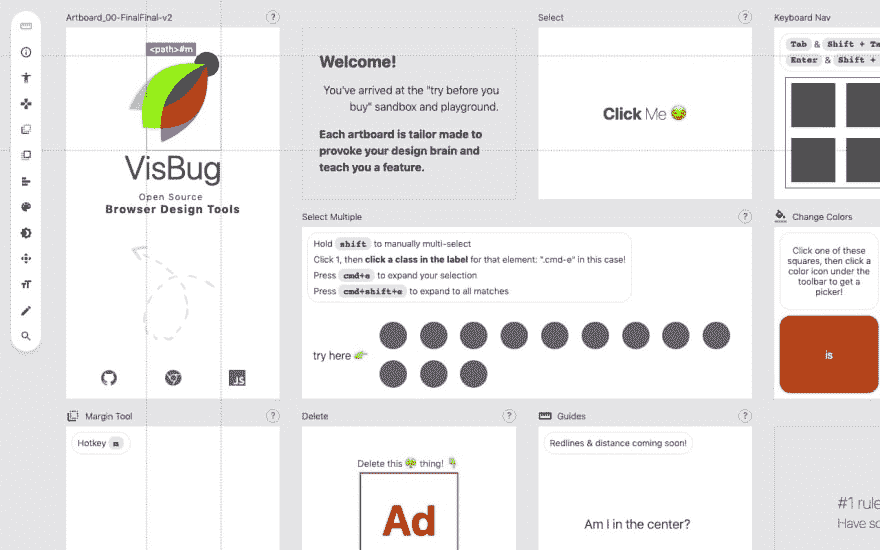 Artboard_00-FinalFinal-v2
?
<path>#m
VisBug
Open Source
Browser Design Tools
JS
Welcome!
You've arrived at the "try before you
buy" sandbox and playground.
Each artboard is tailor made to
provoke your design brain and
teach you a feature.
Select
?
Click Me
Keyboard Nav
Tab & Shift +
Enter & Shift +
Select Multiple
?
Hold shift to manually multi-select
Click 1, then click a class in the label for that element: ".cmd-e" in this case!
Press cmd+e to expand your selection
Press cmd+shift+e to expand to all matches
try here
Change Colors
Click one of these
squares, then click a
color icon under the
toolbar to get a
picker!
is
Margin Tool
?
Hotkey m
Delete
?
Delete this thing!
Ad
Guides
?
Redlines & distance coming soon!
Am I in the center?
#1 rule
Have